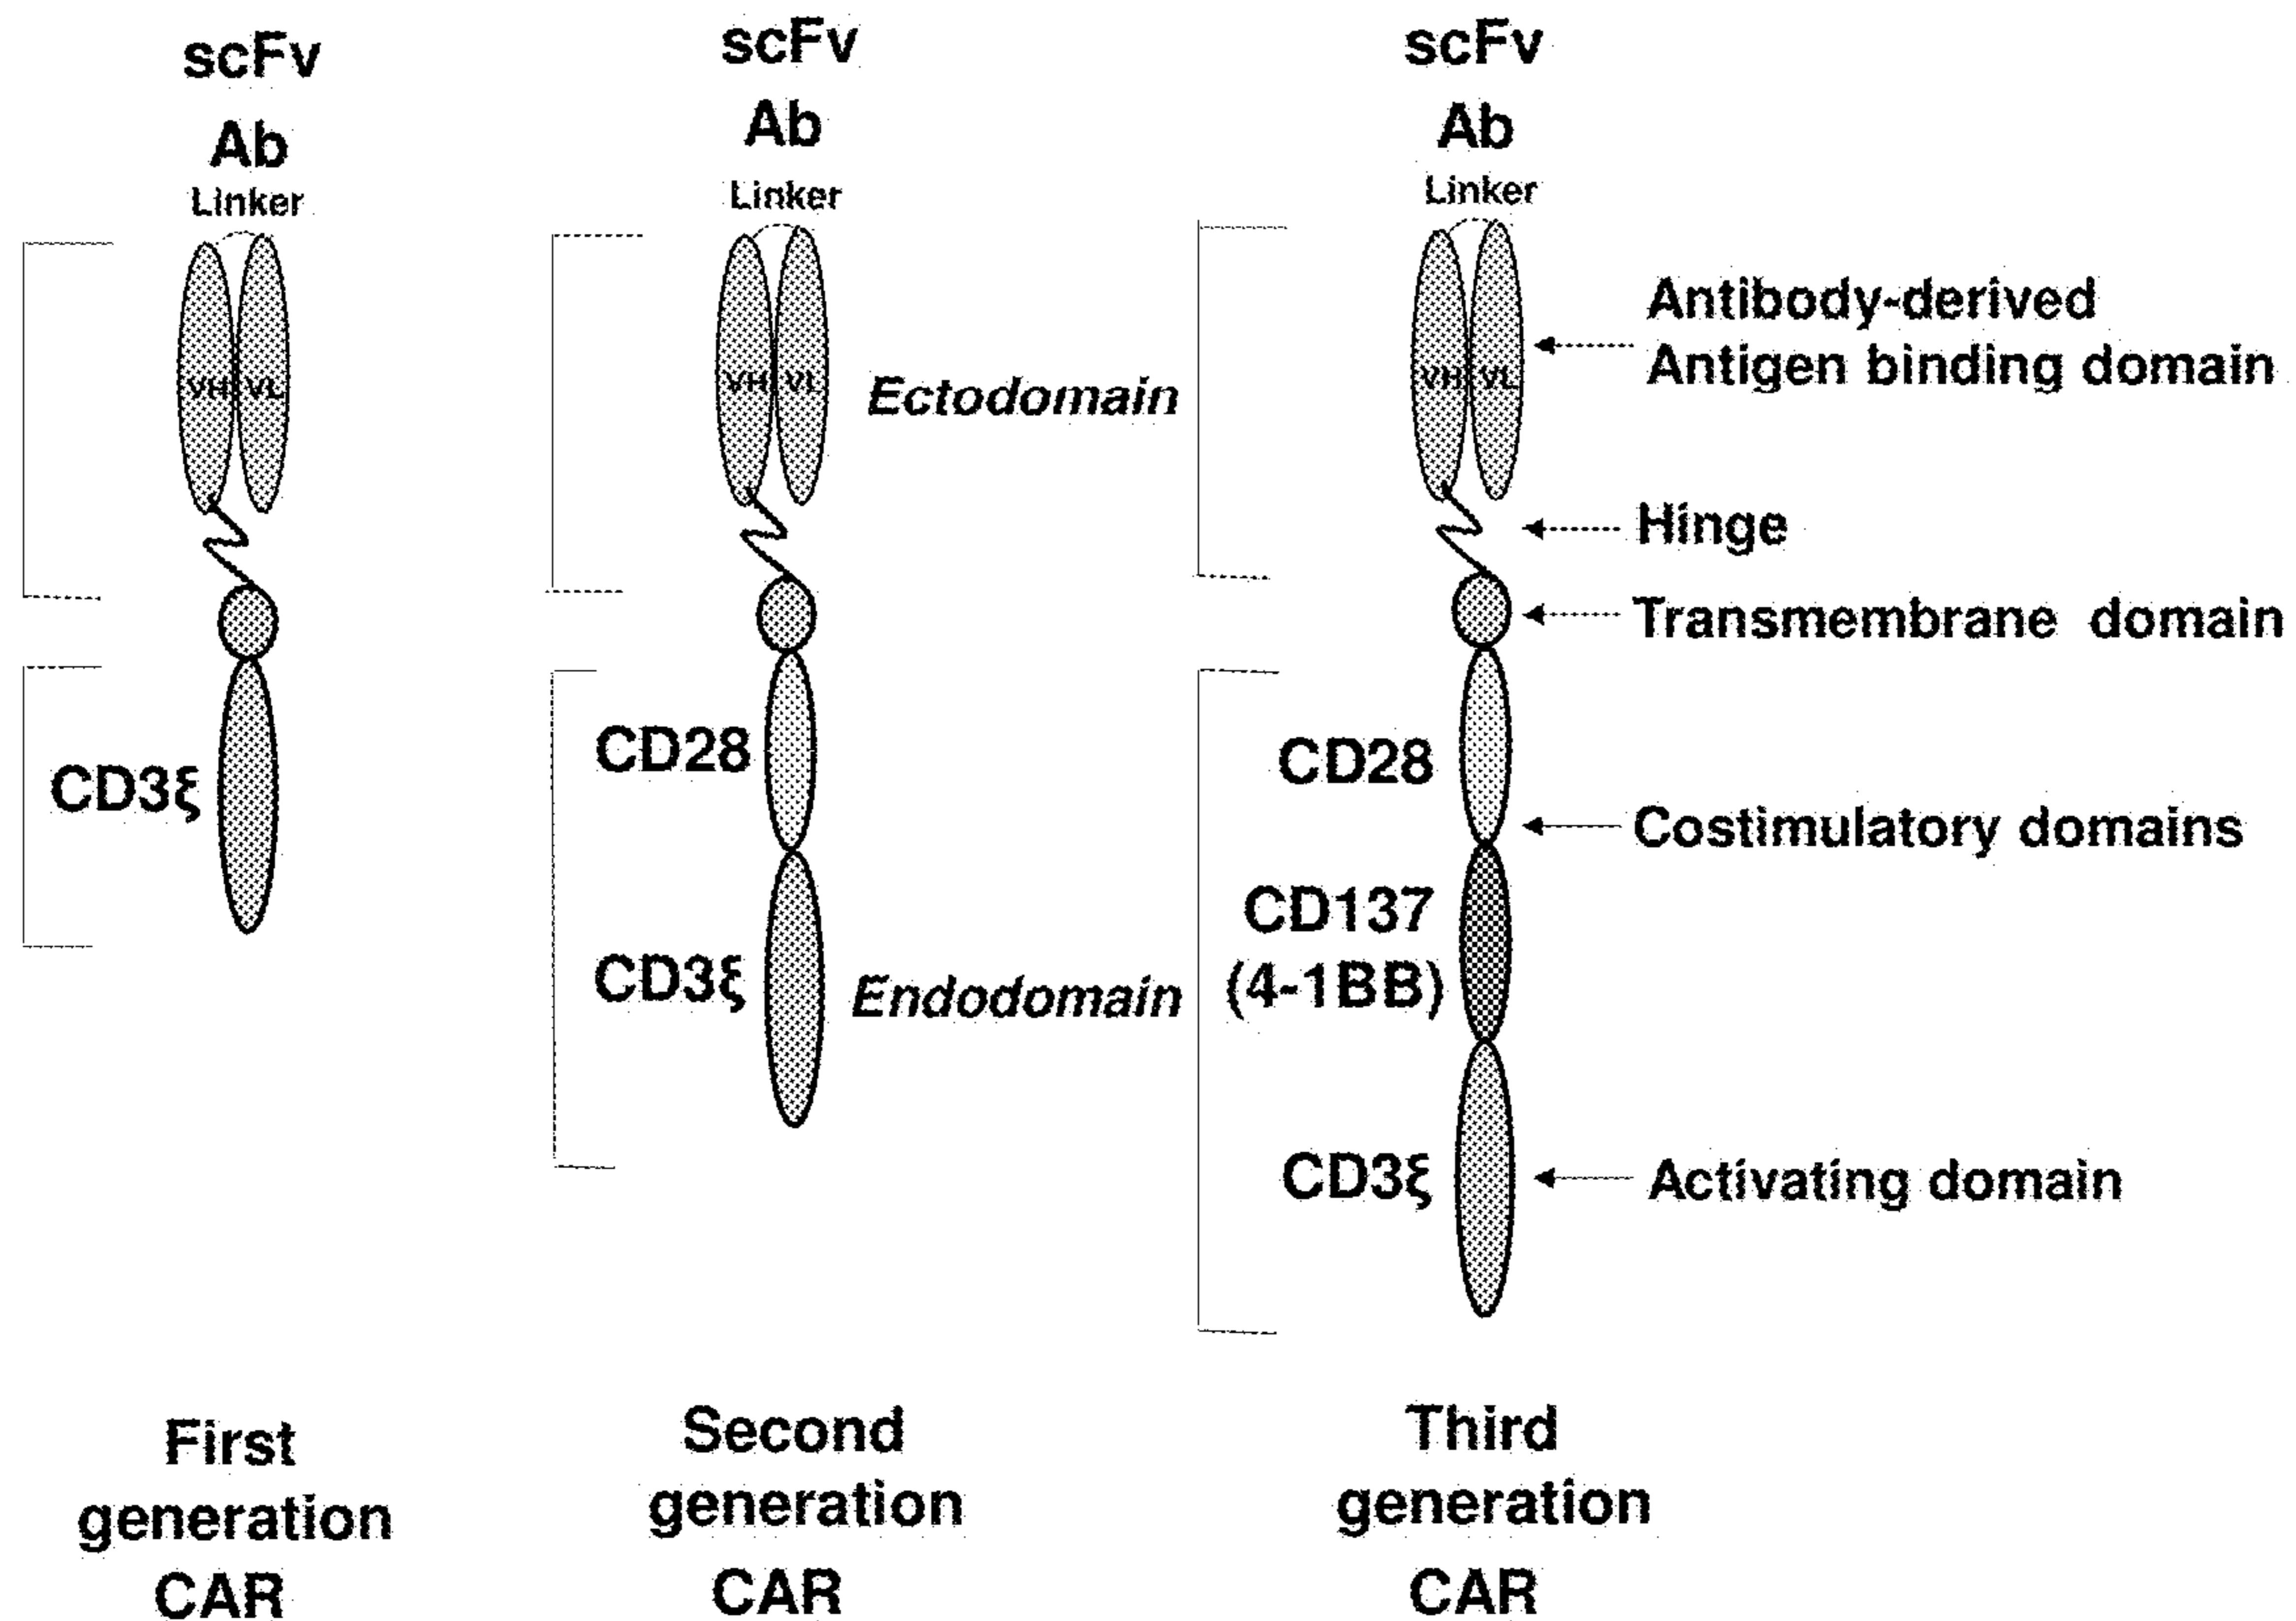 scFv
Ab
Linker
VH VL
CD3ξ
First
generation
CAR
scFv
Ab
Linker
VH VL
Ectodomain
CD28
CD3ξ
Endodomain
Second
generation
CAR
scFv
Ab
Linker
VH VL
Antibody-derived
Antigen binding domain
Hinge
Transmembrane domain
CD28
Costimulatory domains
CD137
(4-1BB)
CD3ξ
Activating domain
Third
generation
CAR